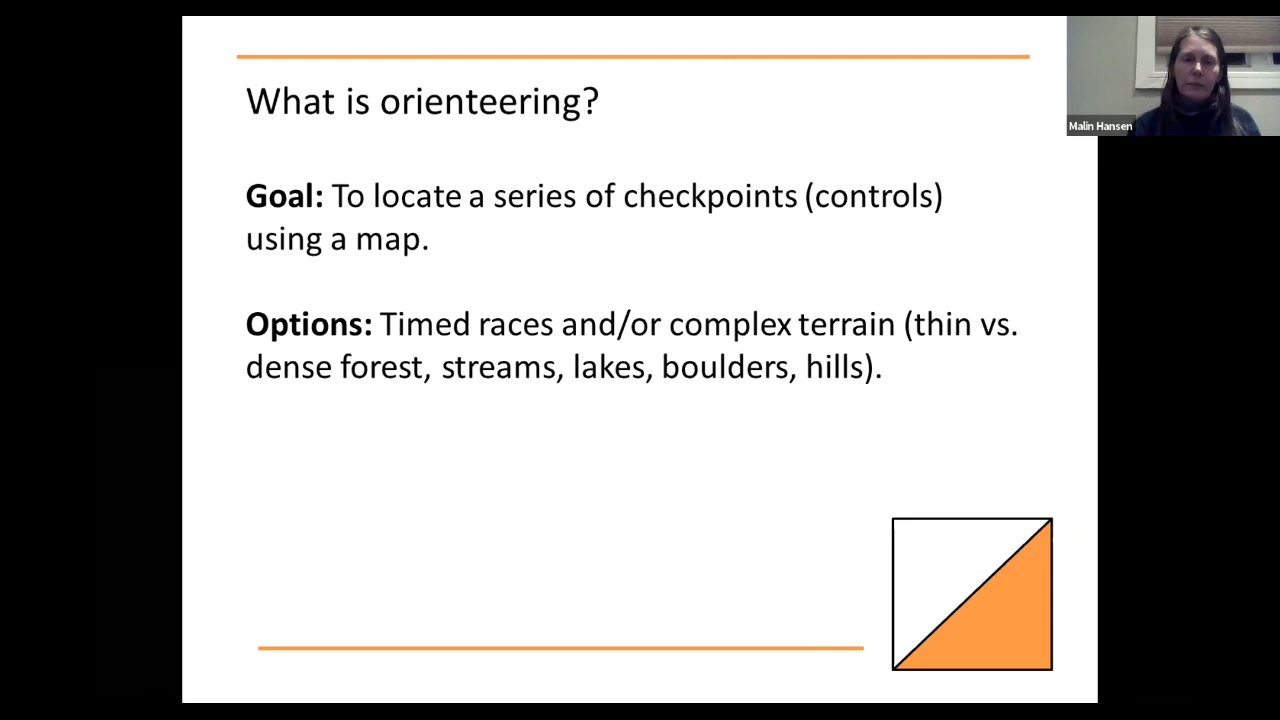 What is orienteering?
Goal: To locate a series of checkpoints (controls)
using a map.
Options: Timed races and/or complex terrain (thin vs.
dense forest, streams, lakes, boulders, hills).
Malin Hansen